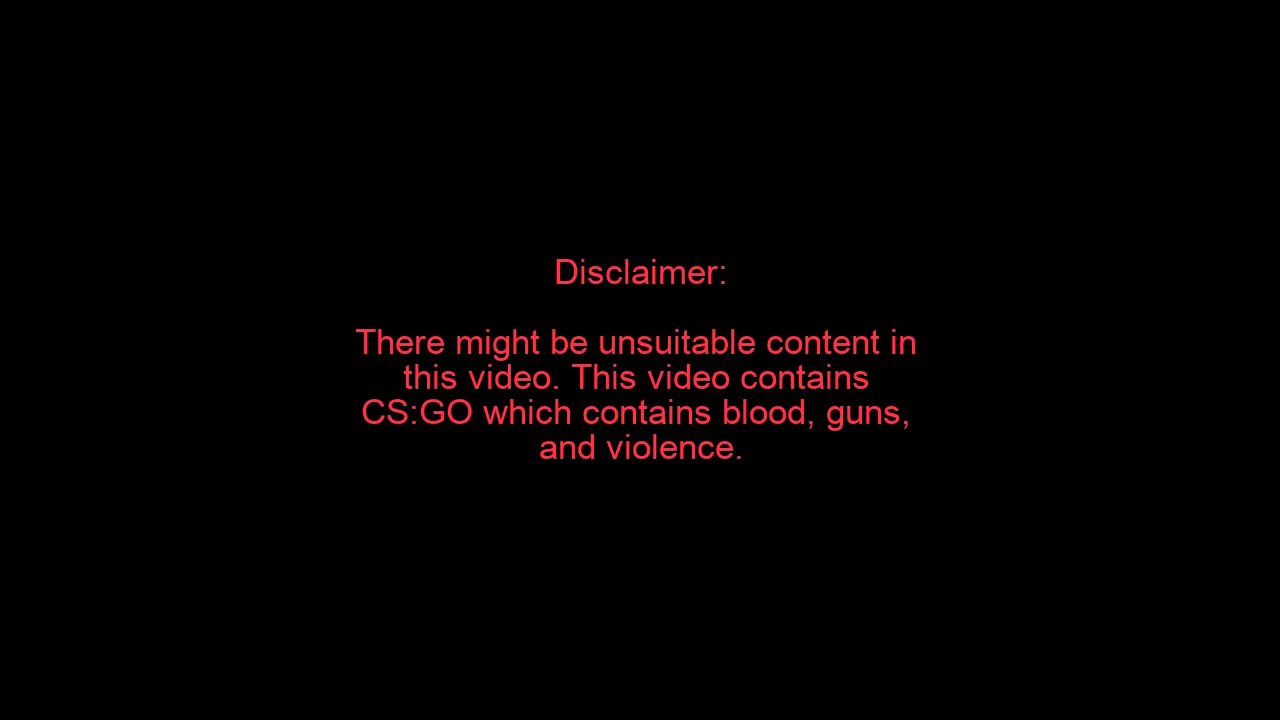 Disclaimer:
There might be unsuitable content in
this video. This video contains
CS:GO which contains blood, guns,
and violence.